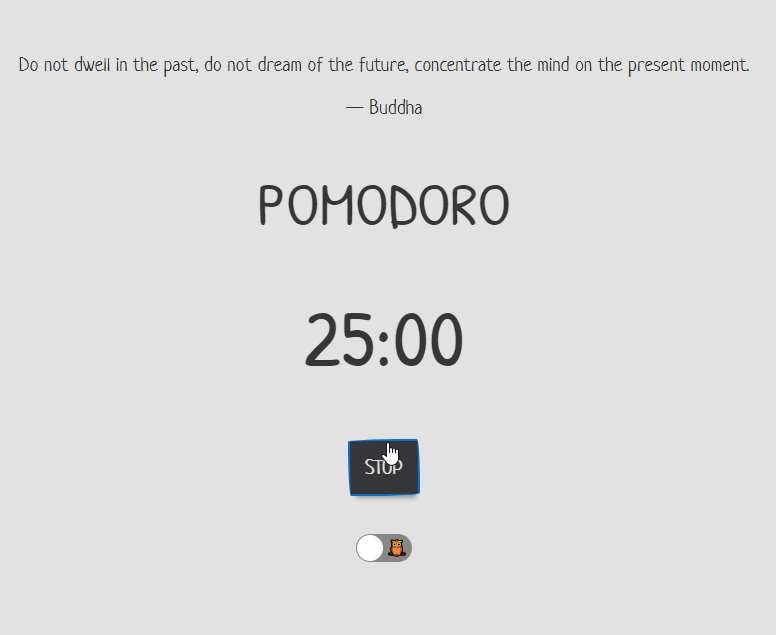 Do not dwell in the past, do not dream of the future, concentrate the mind on the present moment.
— Buddha
POMODORO
25:00
STOP